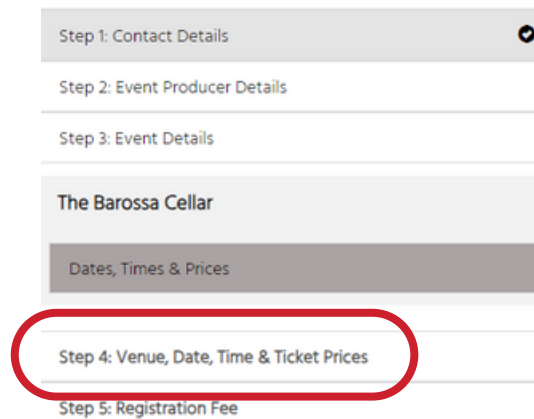 Step 1: Contact Details
Step 2: Event Producer Details
Step 3: Event Details
The Barossa Cellar
Dates, Times & Prices
Step 4: Venue, Date, Time & Ticket Prices
Step 5: Registration Fee